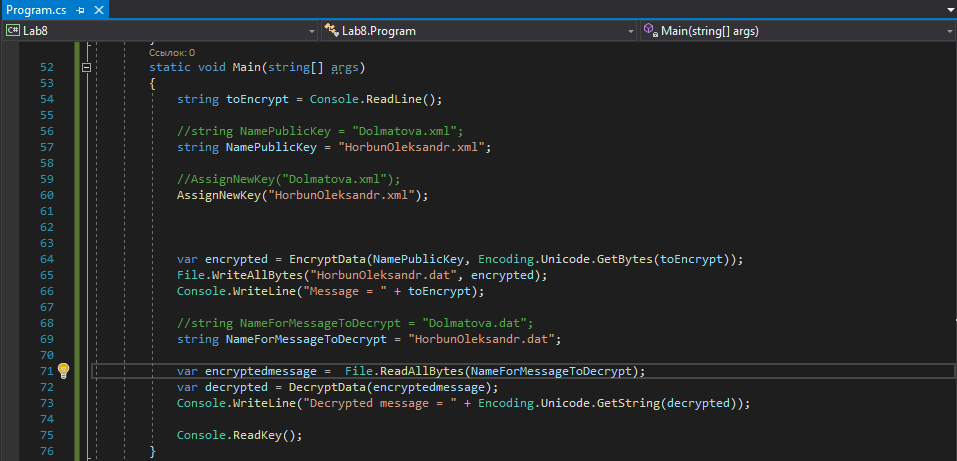 Program.cs
Lab8 Lab8.Program Main(string[] args)
Ссылок: 0
52 static void Main(string[] args)
53 {
54 string toEncrypt = Console.ReadLine();
55
56 //string NamePublicKey = "Dolmatova.xml";
57 string NamePublicKey = "HorbunOleksandr.xml";
58
59 //AssignNewKey("Dolmatova.xml");
60 AssignNewKey("HorbunOleksandr.xml");
61
62
63
64 var encrypted = EncryptData(NamePublicKey, Encoding.Unicode.GetBytes(toEncrypt));
65 File.WriteAllBytes("HorbunOleksandr.dat", encrypted);
66 Console.WriteLine("Message = " + toEncrypt);
67
68 //string NameForMessageToDecrypt = "Dolmatova.dat";
69 string NameForMessageToDecrypt = "HorbunOleksandr.dat";
70
71 var encryptedmessage =  File.ReadAllBytes(NameForMessageToDecrypt);
72 var decrypted = DecryptData(encryptedmessage);
73 Console.WriteLine("Decrypted message = " + Encoding.Unicode.GetString(decrypted));
74
75 Console.ReadKey();
76 }